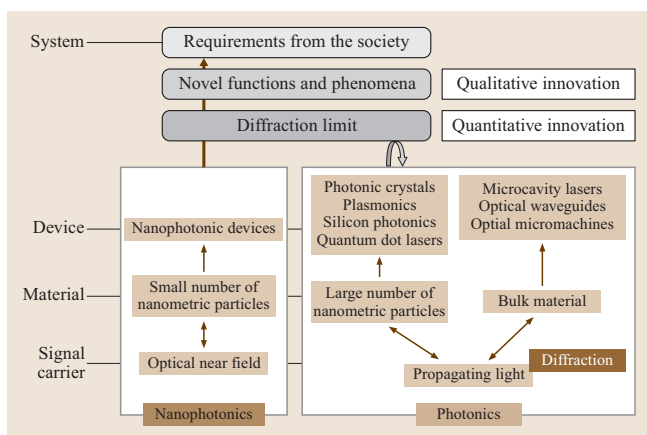 System
Requirements from the society
Novel functions and phenomena
Qualitative innovation
Diffraction limit
Quantitative innovation
Photonic crystals
Plasmonics
Silicon photonics
Quantum dot lasers
Microcavity lasers
Optical waveguides
Optial micromachines
Device
Nanophotonic devices
Material
Small number of
nanometric particles
Large number of
nanometric particles
Bulk material
Signal
carrier
Optical near field
Propagating light
Diffraction
Nanophotonics
Photonics